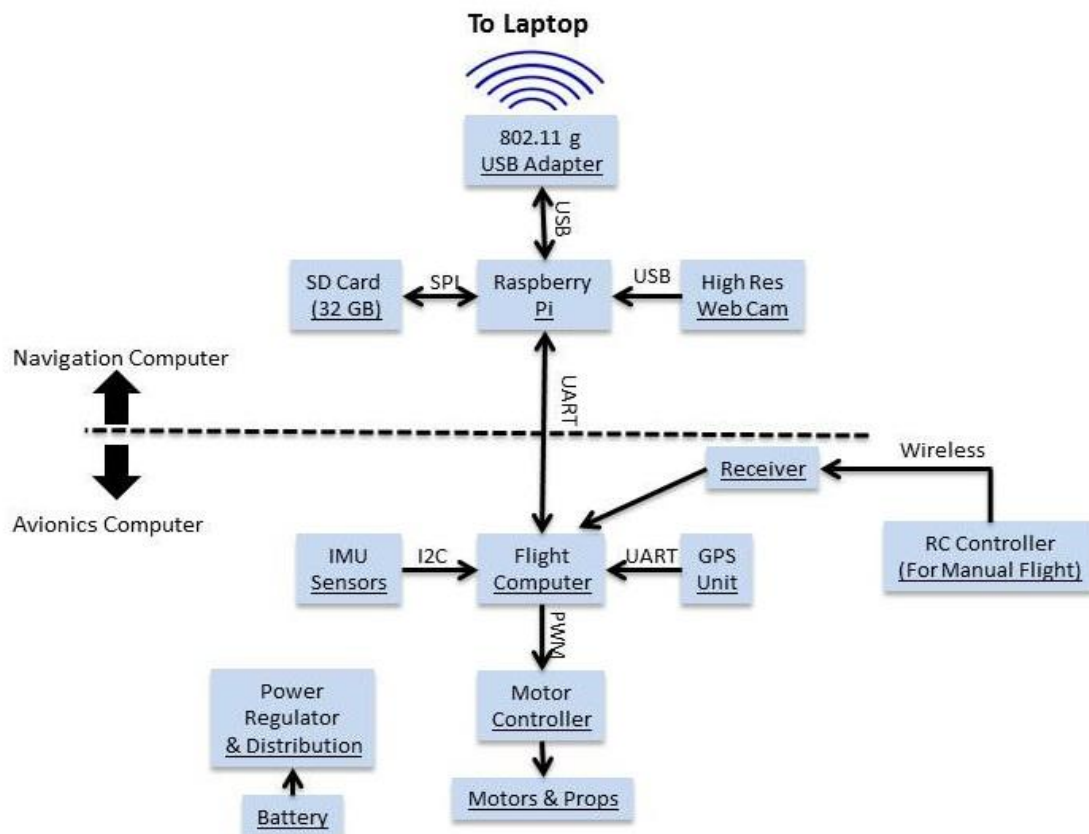 To Laptop
802.11 g
USB Adapter
USB
SD Card
(32 GB)
SPI
Raspberry
Pi
USB
High Res
Web Cam
Navigation Computer
UART
Wireless
Receiver
Avionics Computer
IMU
Sensors
I2C
Flight
Computer
UART
GPS
Unit
RC Controller
(For Manual Flight)
PWM
Power
Regulator
& Distribution
Motor
Controller
Battery
Motors & Props